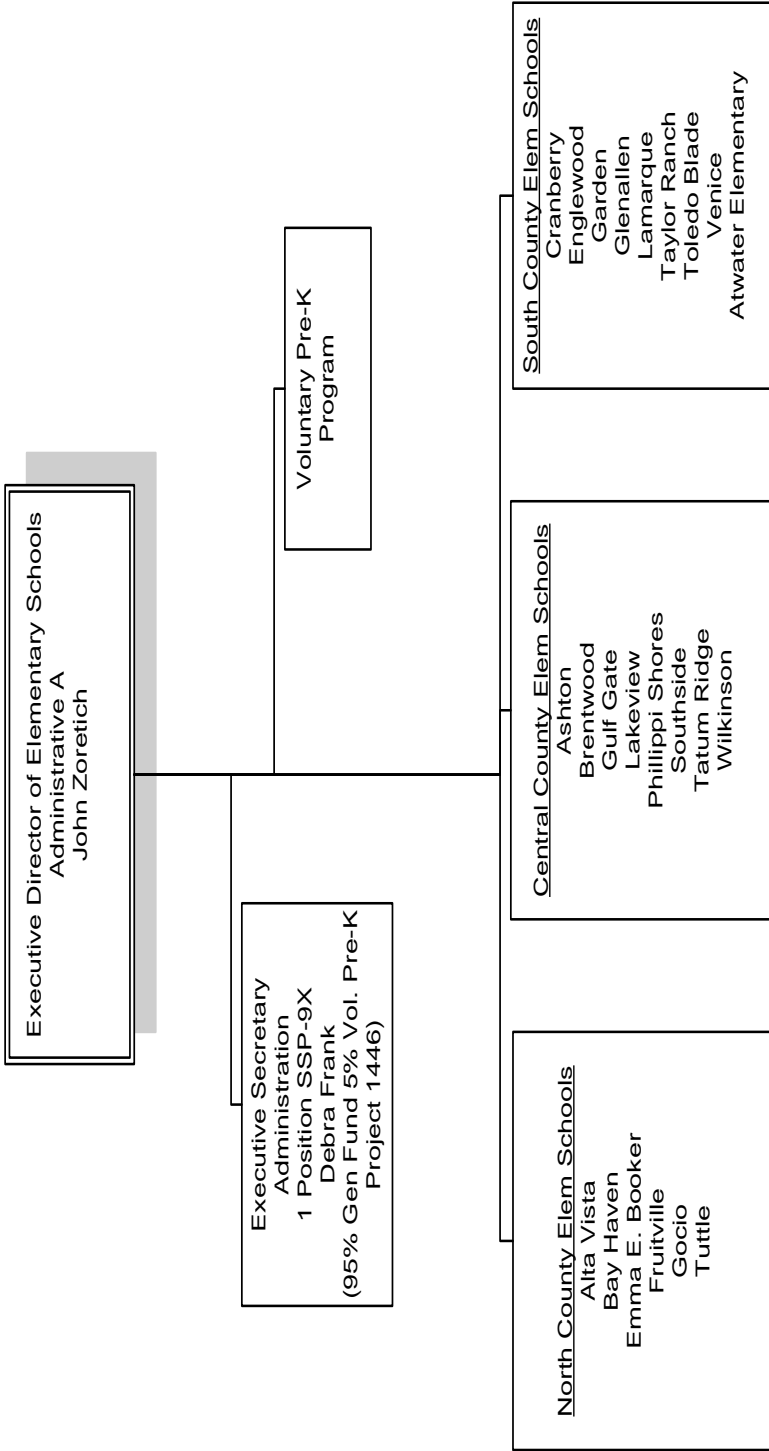 Executive Director of Elementary Schools
Administrative A
John Zoretich
Executive Secretary
Administration
1 Position SSP-9X
Debra Frank
(95% Gen Fund 5% Vol. Pre-K
Project 1446)
Voluntary Pre-K
Program
North County Elem Schools
Alta Vista
Bay Haven
Emma E. Booker
Fruitville
Gocio
Tuttle
Central County Elem Schools
Ashton
Brentwood
Gulf Gate
Lakeview
Phillippi Shores
Southside
Tatum Ridge
Wilkinson
South County Elem Schools
Cranberry
Englewood
Garden
Glenallen
Lamarque
Taylor Ranch
Toledo Blade
Venice
Atwater Elementary